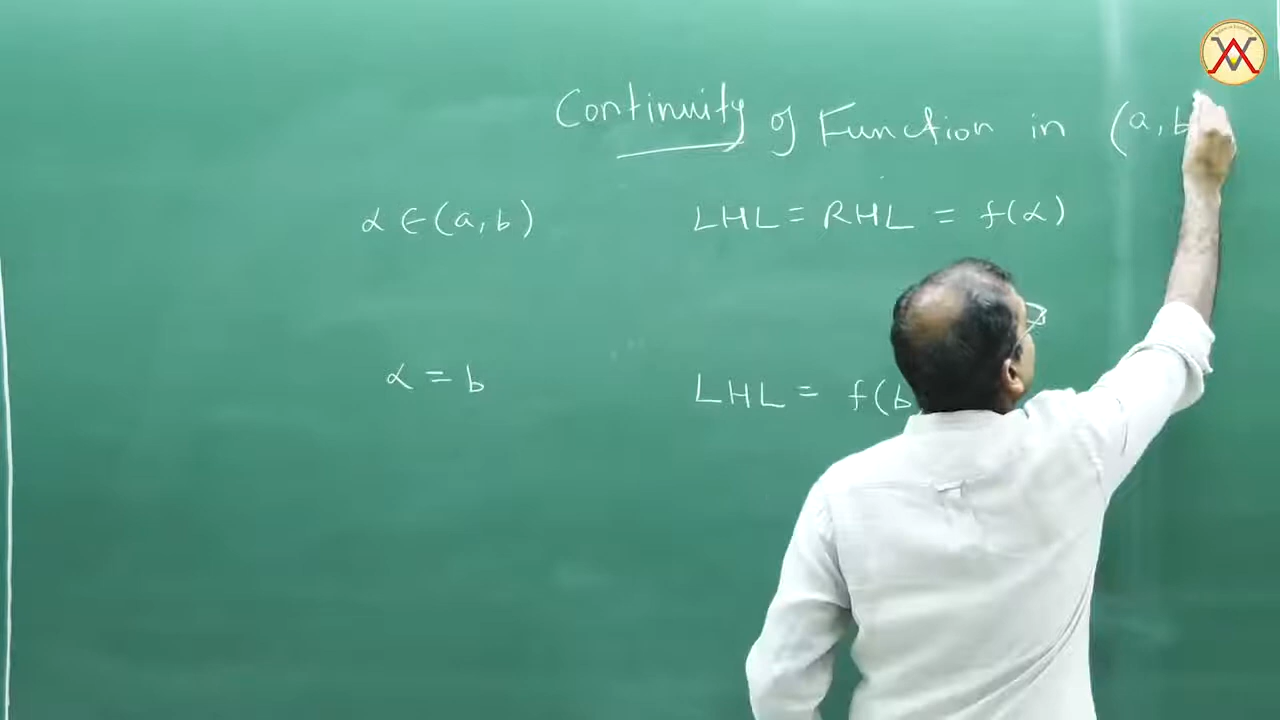 Continuity of Function in (a, b
α ∈ (a, b) LHL = RHL = f(α)
α = b LHL = f(b